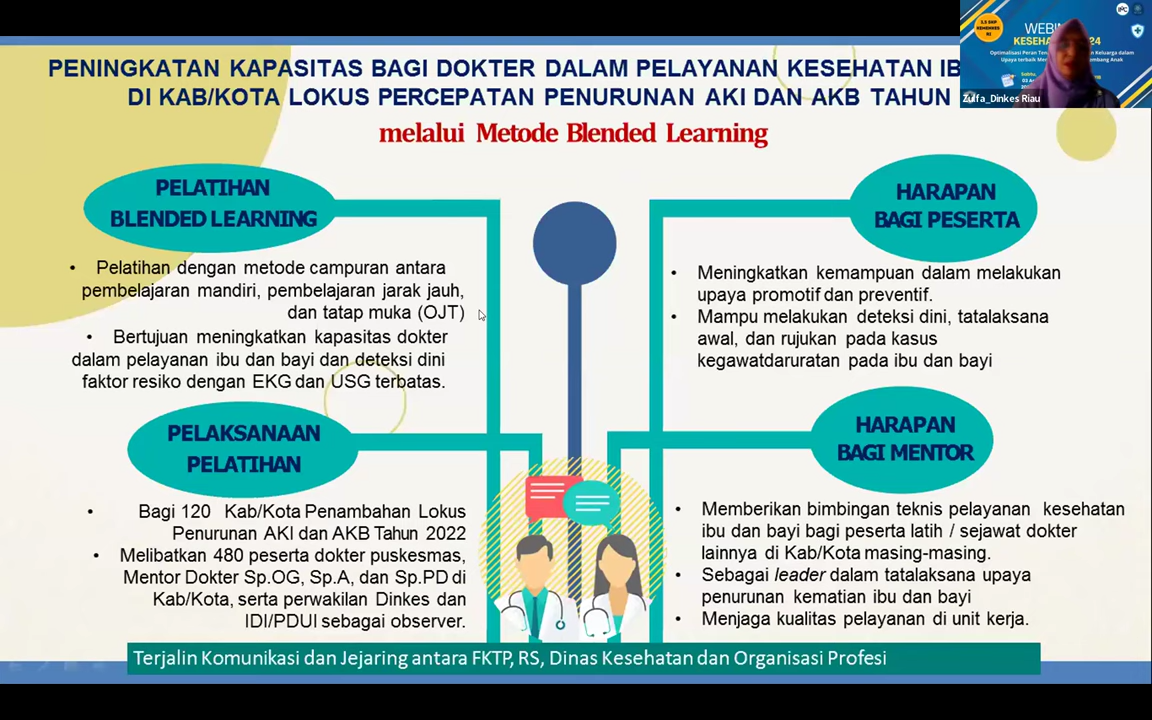 PENINGKATAN KAPASITAS BAGI DOKTER DALAM PELAYANAN KESEHATAN
DI KAB/KOTA LOKUS PERCEPATAN PENURUNAN AKI DAN AKB TAHUN
melalui Metode Blended Learning
PELATIHAN
BLENDED LEARNING
• Pelatihan dengan metode campuran antara
pembelajaran mandiri, pembelajaran jarak jauh,
dan tatap muka (OJT)
• Bertujuan meningkatkan kapasitas dokter
dalam pelayanan ibu dan bayi dan deteksi dini
faktor resiko dengan EKG dan USG terbatas.
PELAKSANAAN
PELATIHAN
• Bagi 120 Kab/Kota Penambahan Lokus
Penurunan AKI dan AKB Tahun 2022
• Melibatkan 480 peserta dokter puskesmas,
Mentor Dokter Sp.OG, Sp.A, dan Sp.PD di
Kab/Kota, serta perwakilan Dinkes dan
IDI/PDUI sebagai observer.
HARAPAN
BAGI PESERTA
• Meningkatkan kemampuan dalam melakukan
upaya promotif dan preventif.
• Mampu melakukan deteksi dini, tatalaksana
awal, dan rujukan pada kasus
kegawatdaruratan pada ibu dan bayi
HARAPAN
BAGI MENTOR
• Memberikan bimbingan teknis pelayanan kesehatan
ibu dan bayi bagi peserta latih / sejawat dokter
lainnya di Kab/Kota masing-masing.
• Sebagai leader dalam tatalaksana upaya
penurunan kematian ibu dan bayi
• Menjaga kualitas pelayanan di unit kerja.
Terjalin Komunikasi dan Jejaring antara FKTP, RS, Dinas Kesehatan dan Organisasi Profesi
3,5 SKP
KEMENKES
RI
Zulfa_Dinkes Riau